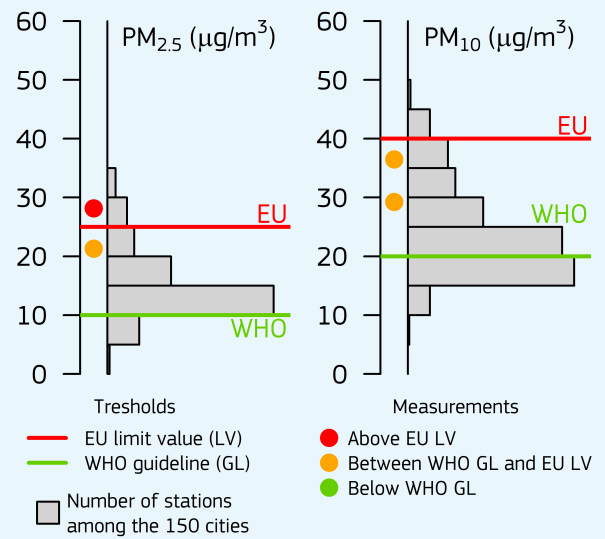 PM2.5 (µg/m3)
60
50
40
30
20
10
0
EU
WHO
PM10 (µg/m3)
60
50
40
30
20
10
0
EU
WHO
Tresholds
EU limit value (LV)
WHO guideline (GL)
Number of stations
among the 150 cities
Measurements
Above EU LV
Between WHO GL and EU LV
Below WHO GL